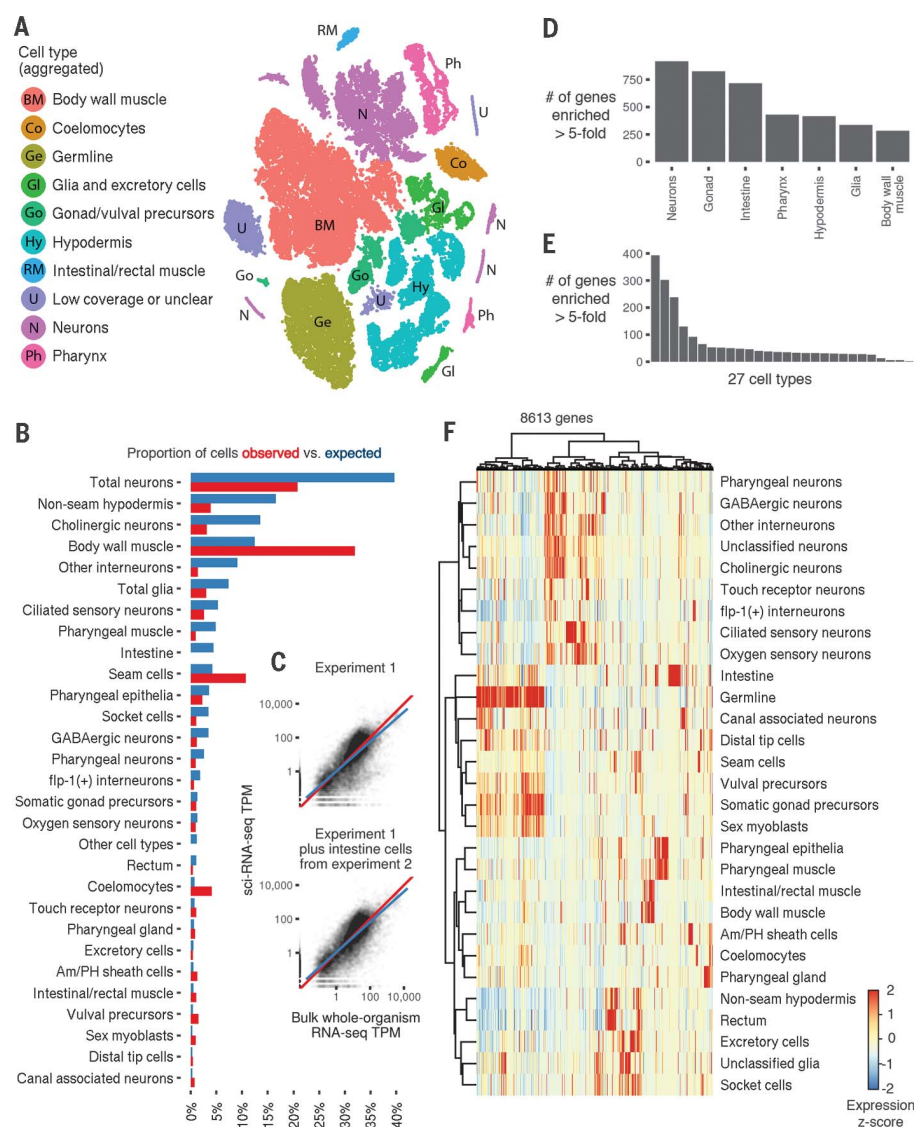 A
Cell type
(aggregated)
BM Body wall muscle
Co Coelomocytes
Ge Germline
Gl Glia and excretory cells
Go Gonad/vulval precursors
Hy Hypodermis
RM Intestinal/rectal muscle
U Low coverage or unclear
N Neurons
Ph Pharynx
RM
Ph
N
U
Co
Gl
BM
U
N
N
Go
Go
Hy
U
N
Ge
Ph
Gl
B
Proportion of cells observed vs. expected
Total neurons
Non-seam hypodermis
Cholinergic neurons
Body wall muscle
Other interneurons
Total glia
Ciliated sensory neurons
Pharyngeal muscle
Intestine
Seam cells
Pharyngeal epithelia
Socket cells
GABAergic neurons
Pharyngeal neurons
flp-1(+) interneurons
Somatic gonad precursors
Oxygen sensory neurons
Other cell types
Rectum
Coelomocytes
Touch receptor neurons
Pharyngeal gland
Excretory cells
Am/PH sheath cells
Intestinal/rectal muscle
Vulval precursors
Sex myoblasts
Distal tip cells
Canal associated neurons
0%
5%
10%
15%
20%
25%
30%
35%
40%
C
Experiment 1
10,000
100
1
sci-RNA-seq TPM
Experiment 1
plus intestine cells
from experiment 2
10,000
100
1
1 100 10,000
Bulk whole-organism
RNA-seq TPM
D
# of genes
enriched
> 5-fold
750
500
250
0
Neurons
Gonad
Intestine
Pharynx
Hypodermis
Glia
Body wall
muscle
E
# of genes
enriched
> 5-fold
400
300
200
100
0
27 cell types
F
8613 genes
Pharyngeal neurons
GABAergic neurons
Other interneurons
Unclassified neurons
Cholinergic neurons
Touch receptor neurons
flp-1(+) interneurons
Ciliated sensory neurons
Oxygen sensory neurons
Intestine
Germline
Canal associated neurons
Distal tip cells
Seam cells
Vulval precursors
Somatic gonad precursors
Sex myoblasts
Pharyngeal epithelia
Pharyngeal muscle
Intestinal/rectal muscle
Body wall muscle
Am/PH sheath cells
Coelomocytes
Pharyngeal gland
Non-seam hypodermis
Rectum
Excretory cells
Unclassified glia
Socket cells
2
1
0
-1
-2
Expression
z-score